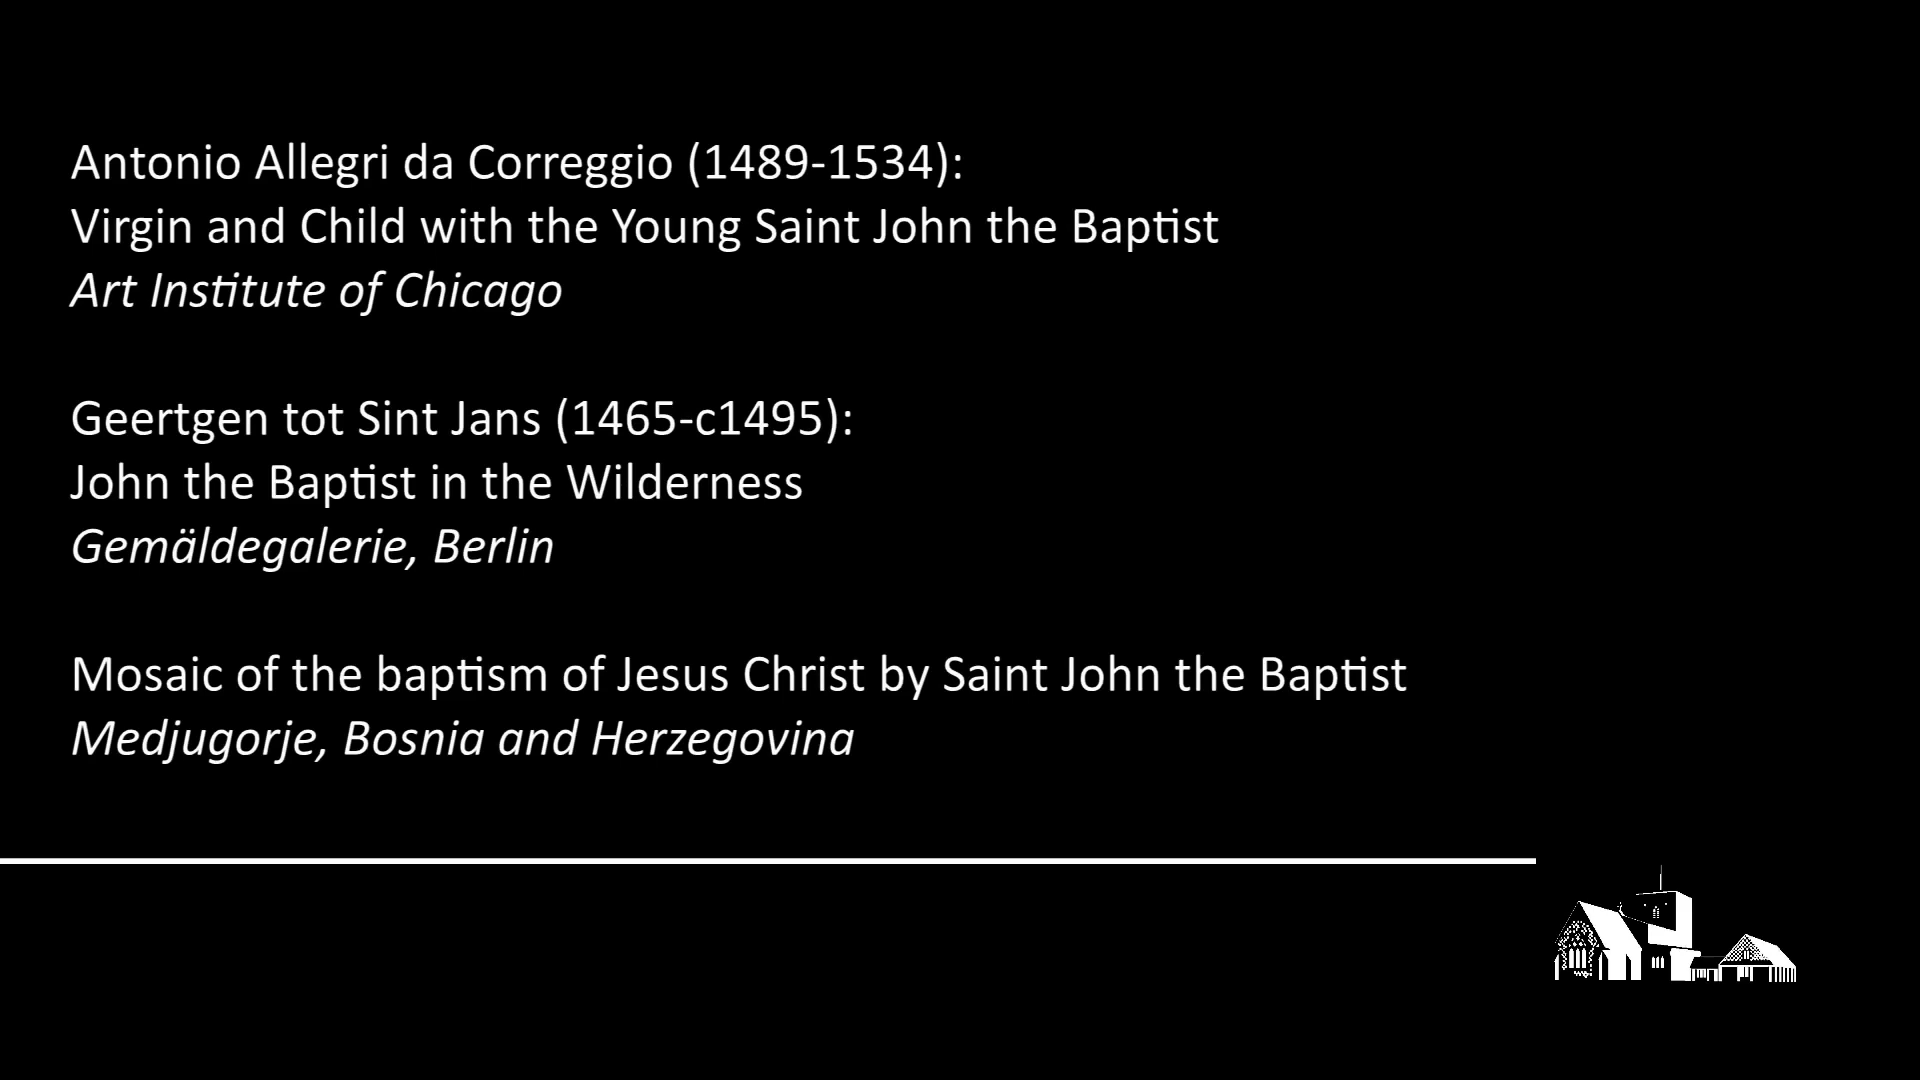 Antonio Allegri da Correggio (1489-1534):
Virgin and Child with the Young Saint John the Baptist
Art Institute of Chicago
Geertgen tot Sint Jans (1465-c1495):
John the Baptist in the Wilderness
Gemäldegalerie, Berlin
Mosaic of the baptism of Jesus Christ by Saint John the Baptist
Medjugorje, Bosnia and Herzegovina